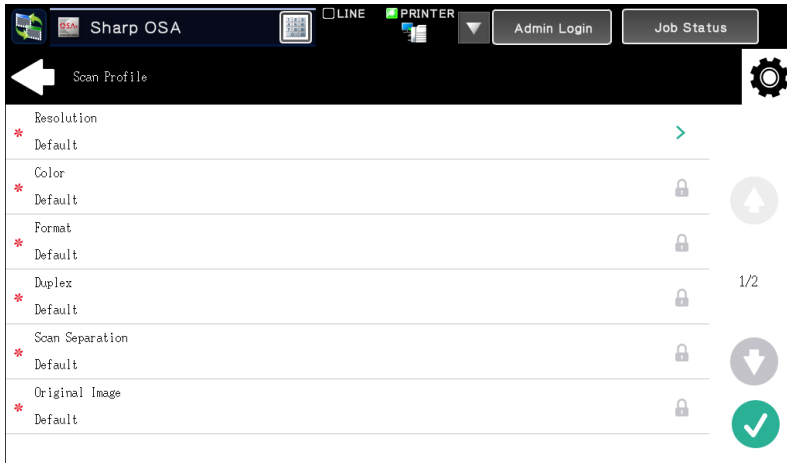 OSA
Sharp OSA
LINE
PRINTER
Admin Login
Job Status
Scan Profile
Resolution
* Default
Color
* Default
Format
* Default
Duplex
* Default
1/2
Scan Separation
* Default
Original Image
* Default